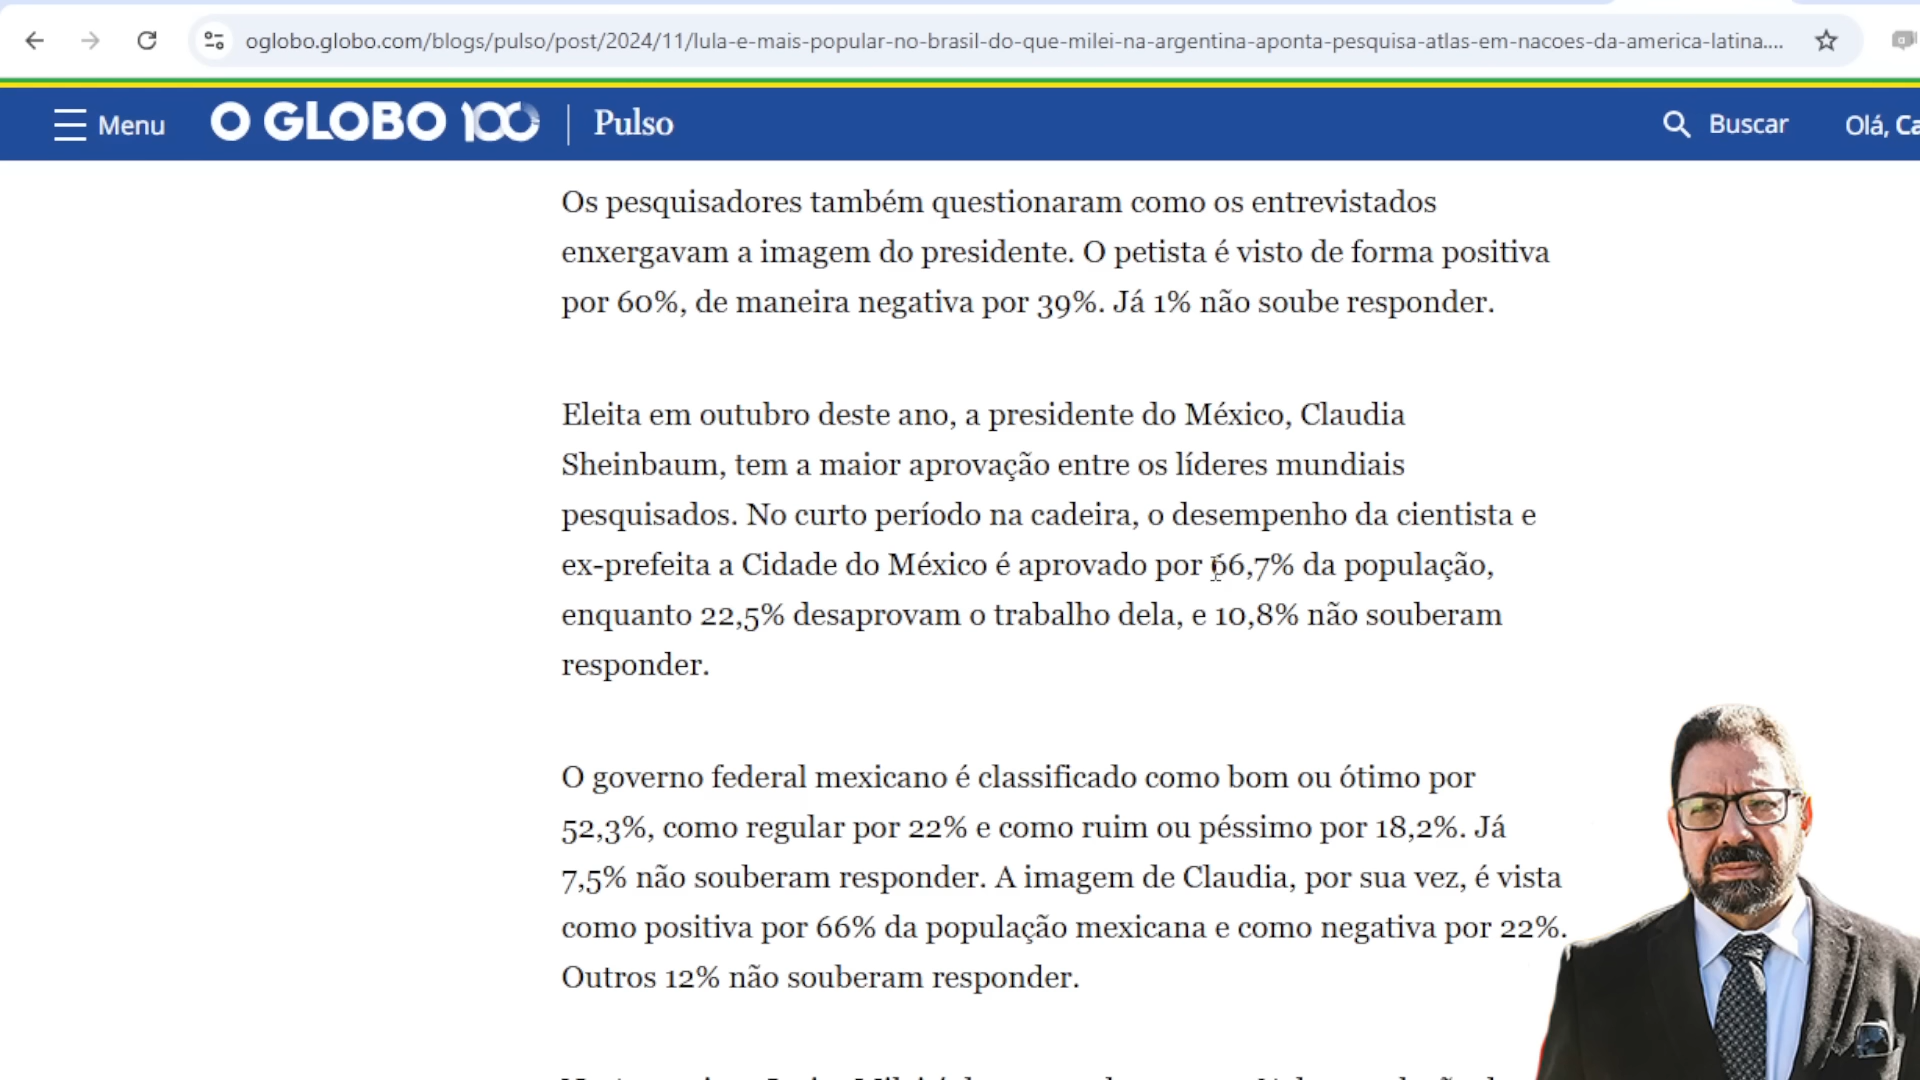 oglobo.globo.com/blogs/pulso/post/2024/11/lula-e-mais-popular-no-brasil-do-que-milei-na-argentina-aponta-pesquisa-atlas-em-nacoes-da-america-latina....
Menu
O GLOBO 100
Pulso
Buscar
Olá, Ca
Os pesquisadores também questionaram como os entrevistados
enxergavam a imagem do presidente. O petista é visto de forma positiva
por 60%, de maneira negativa por 39%. Já 1% não soube responder.
Eleita em outubro deste ano, a presidente do México, Claudia
Sheinbaum, tem a maior aprovação entre os líderes mundiais
pesquisados. No curto período na cadeira, o desempenho da cientista e
ex-prefeita a Cidade do México é aprovado por 66,7% da população,
enquanto 22,5% desaprovam o trabalho dela, e 10,8% não souberam
responder.
O governo federal mexicano é classificado como bom ou ótimo por
52,3%, como regular por 22% e como ruim ou péssimo por 18,2%. Já
7,5% não souberam responder. A imagem de Claudia, por sua vez, é vista
como positiva por 66% da população mexicana e como negativa por 22%.
Outros 12% não souberam responder.